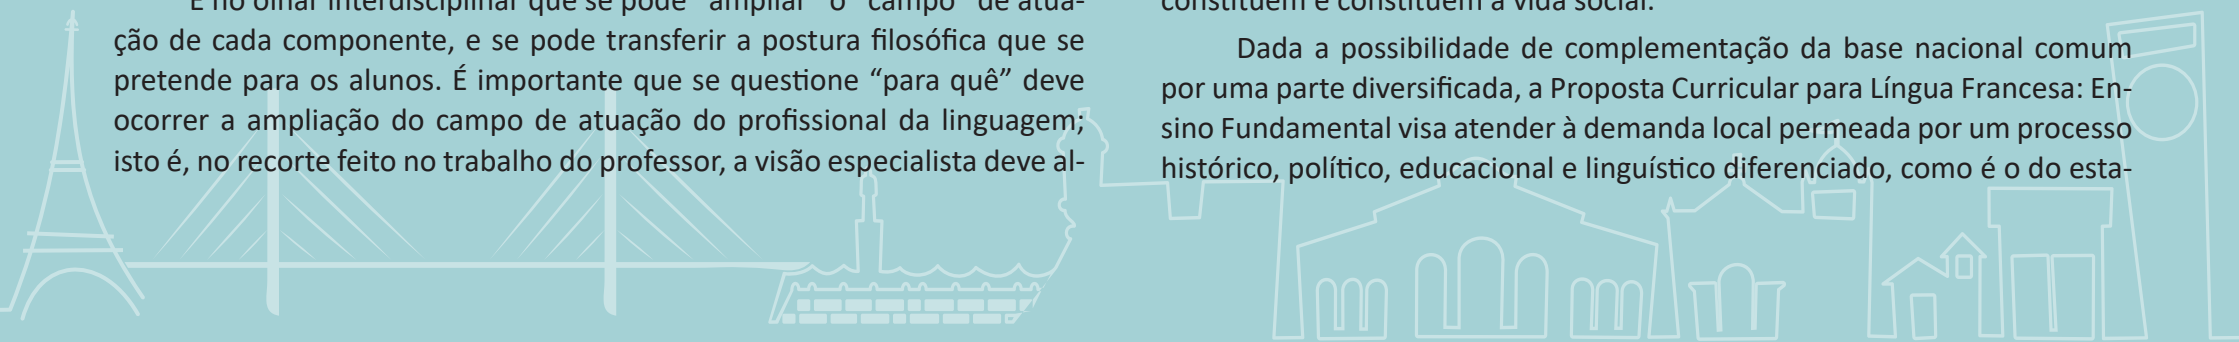 É no olhar interdisciplinar que se pode “ampliar” o “campo” de atua-
ção de cada componente, e se pode transferir a postura filosófica que se
pretende para os alunos. É importante que se questione “para quê” deve
ocorrer a ampliação do campo de atuação do profissional da linguagem;
isto é, no recorte feito no trabalho do professor, a visão especialista deve al-
constituem e constituem a vida social.
Dada a possibilidade de complementação da base nacional comum
por uma parte diversificada, a Proposta Curricular para Língua Francesa: En-
sino Fundamental visa atender à demanda local permeada por um processo
histórico, político, educacional e linguístico diferenciado, como é o do esta-